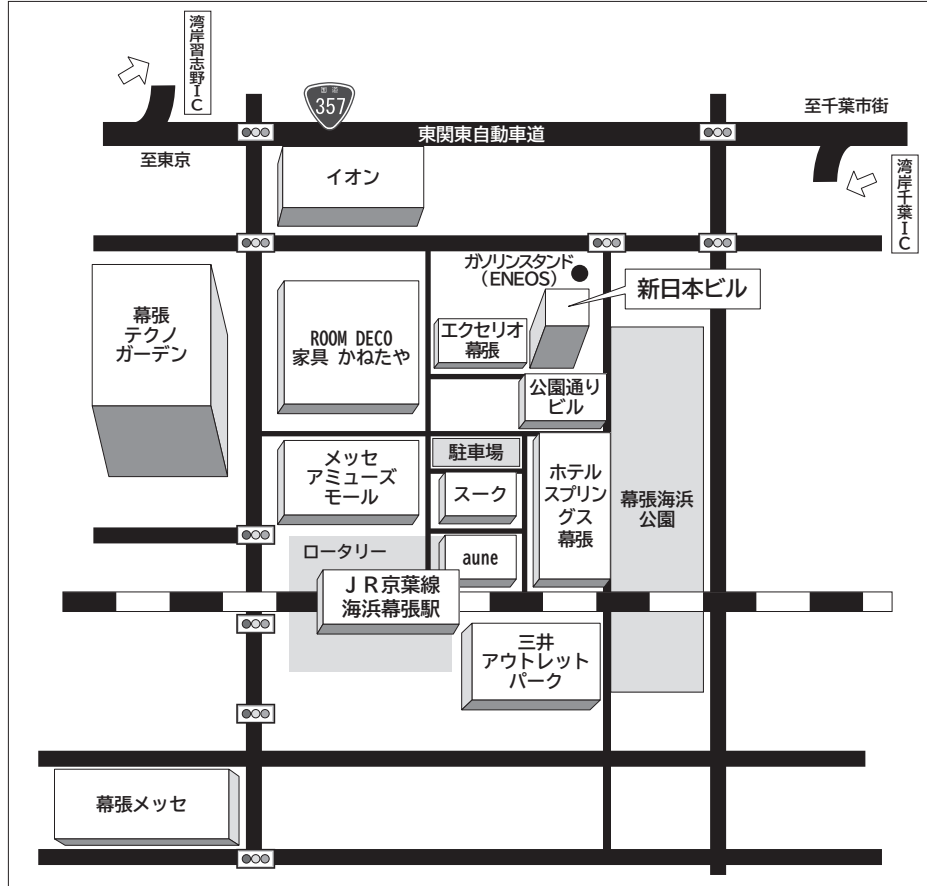 湾岸習志野IC
国道
357
至千葉市街
東関東自動車道
至東京
湾岸千葉IC
イオン
ガソリンスタンド
(ENEOS)
新日本ビル
幕張
テクノ
ガーデン
ROOM DECO
家具 かねたや
エクセリオ
幕張
公園通り
ビル
メッセ
アミューズ
モール
駐車場
スーク
ホテル
スプリン
グス
幕張
幕張海浜
公園
ロータリー
aune
JR京葉線
海浜幕張駅
三井
アウトレット
パーク
幕張メッセ